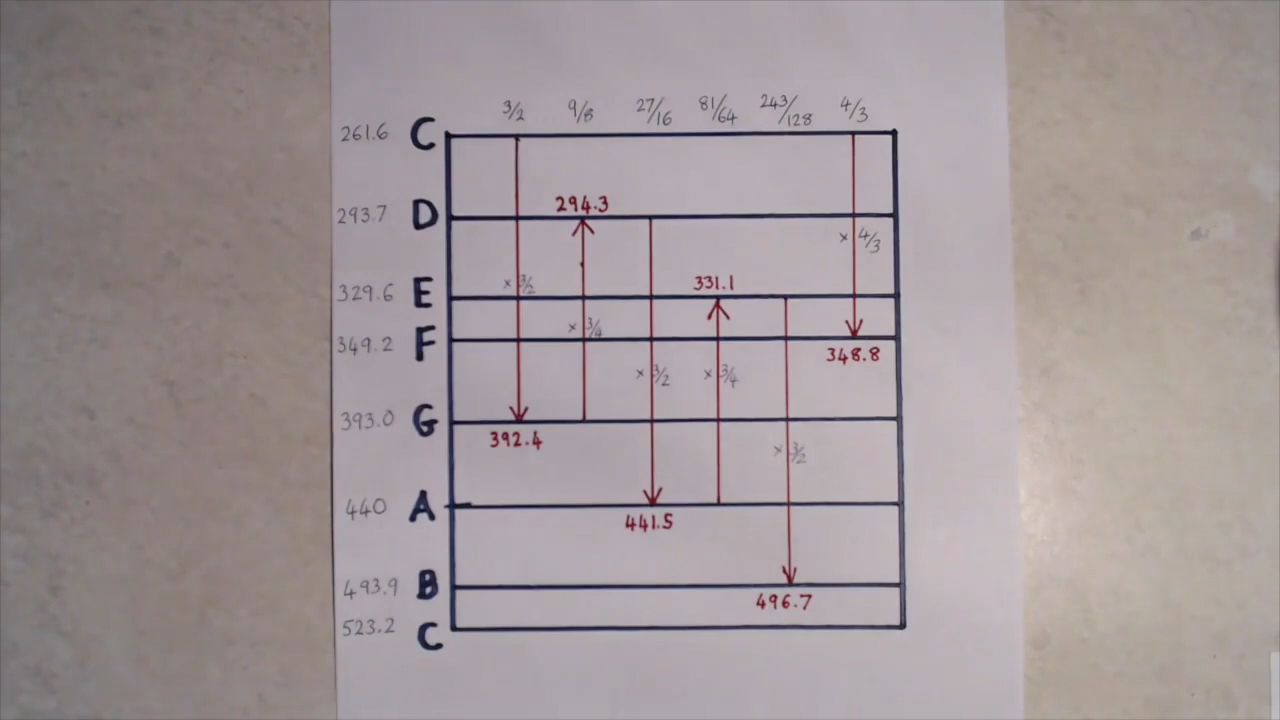 3/2 9/8 27/16 81/64 243/128 4/3
261.6 C
294.3
293.7 D
× 4/3
× 3/2 331.1
329.6 E
× 3/4
349.2 F 348.8
× 3/2 × 3/4
393.0 G
392.4 × 3/2
440 A
441.5
493.9 B
496.7
523.2 C